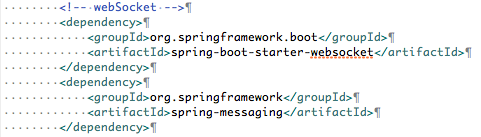 <!-- webSocket -->
<dependency>
<groupId>org.springframework.boot</groupId>
<artifactId>spring-boot-starter-websocket</artifactId>
</dependency>
<dependency>
<groupId>org.springframework</groupId>
<artifactId>spring-messaging</artifactId>
</dependency>